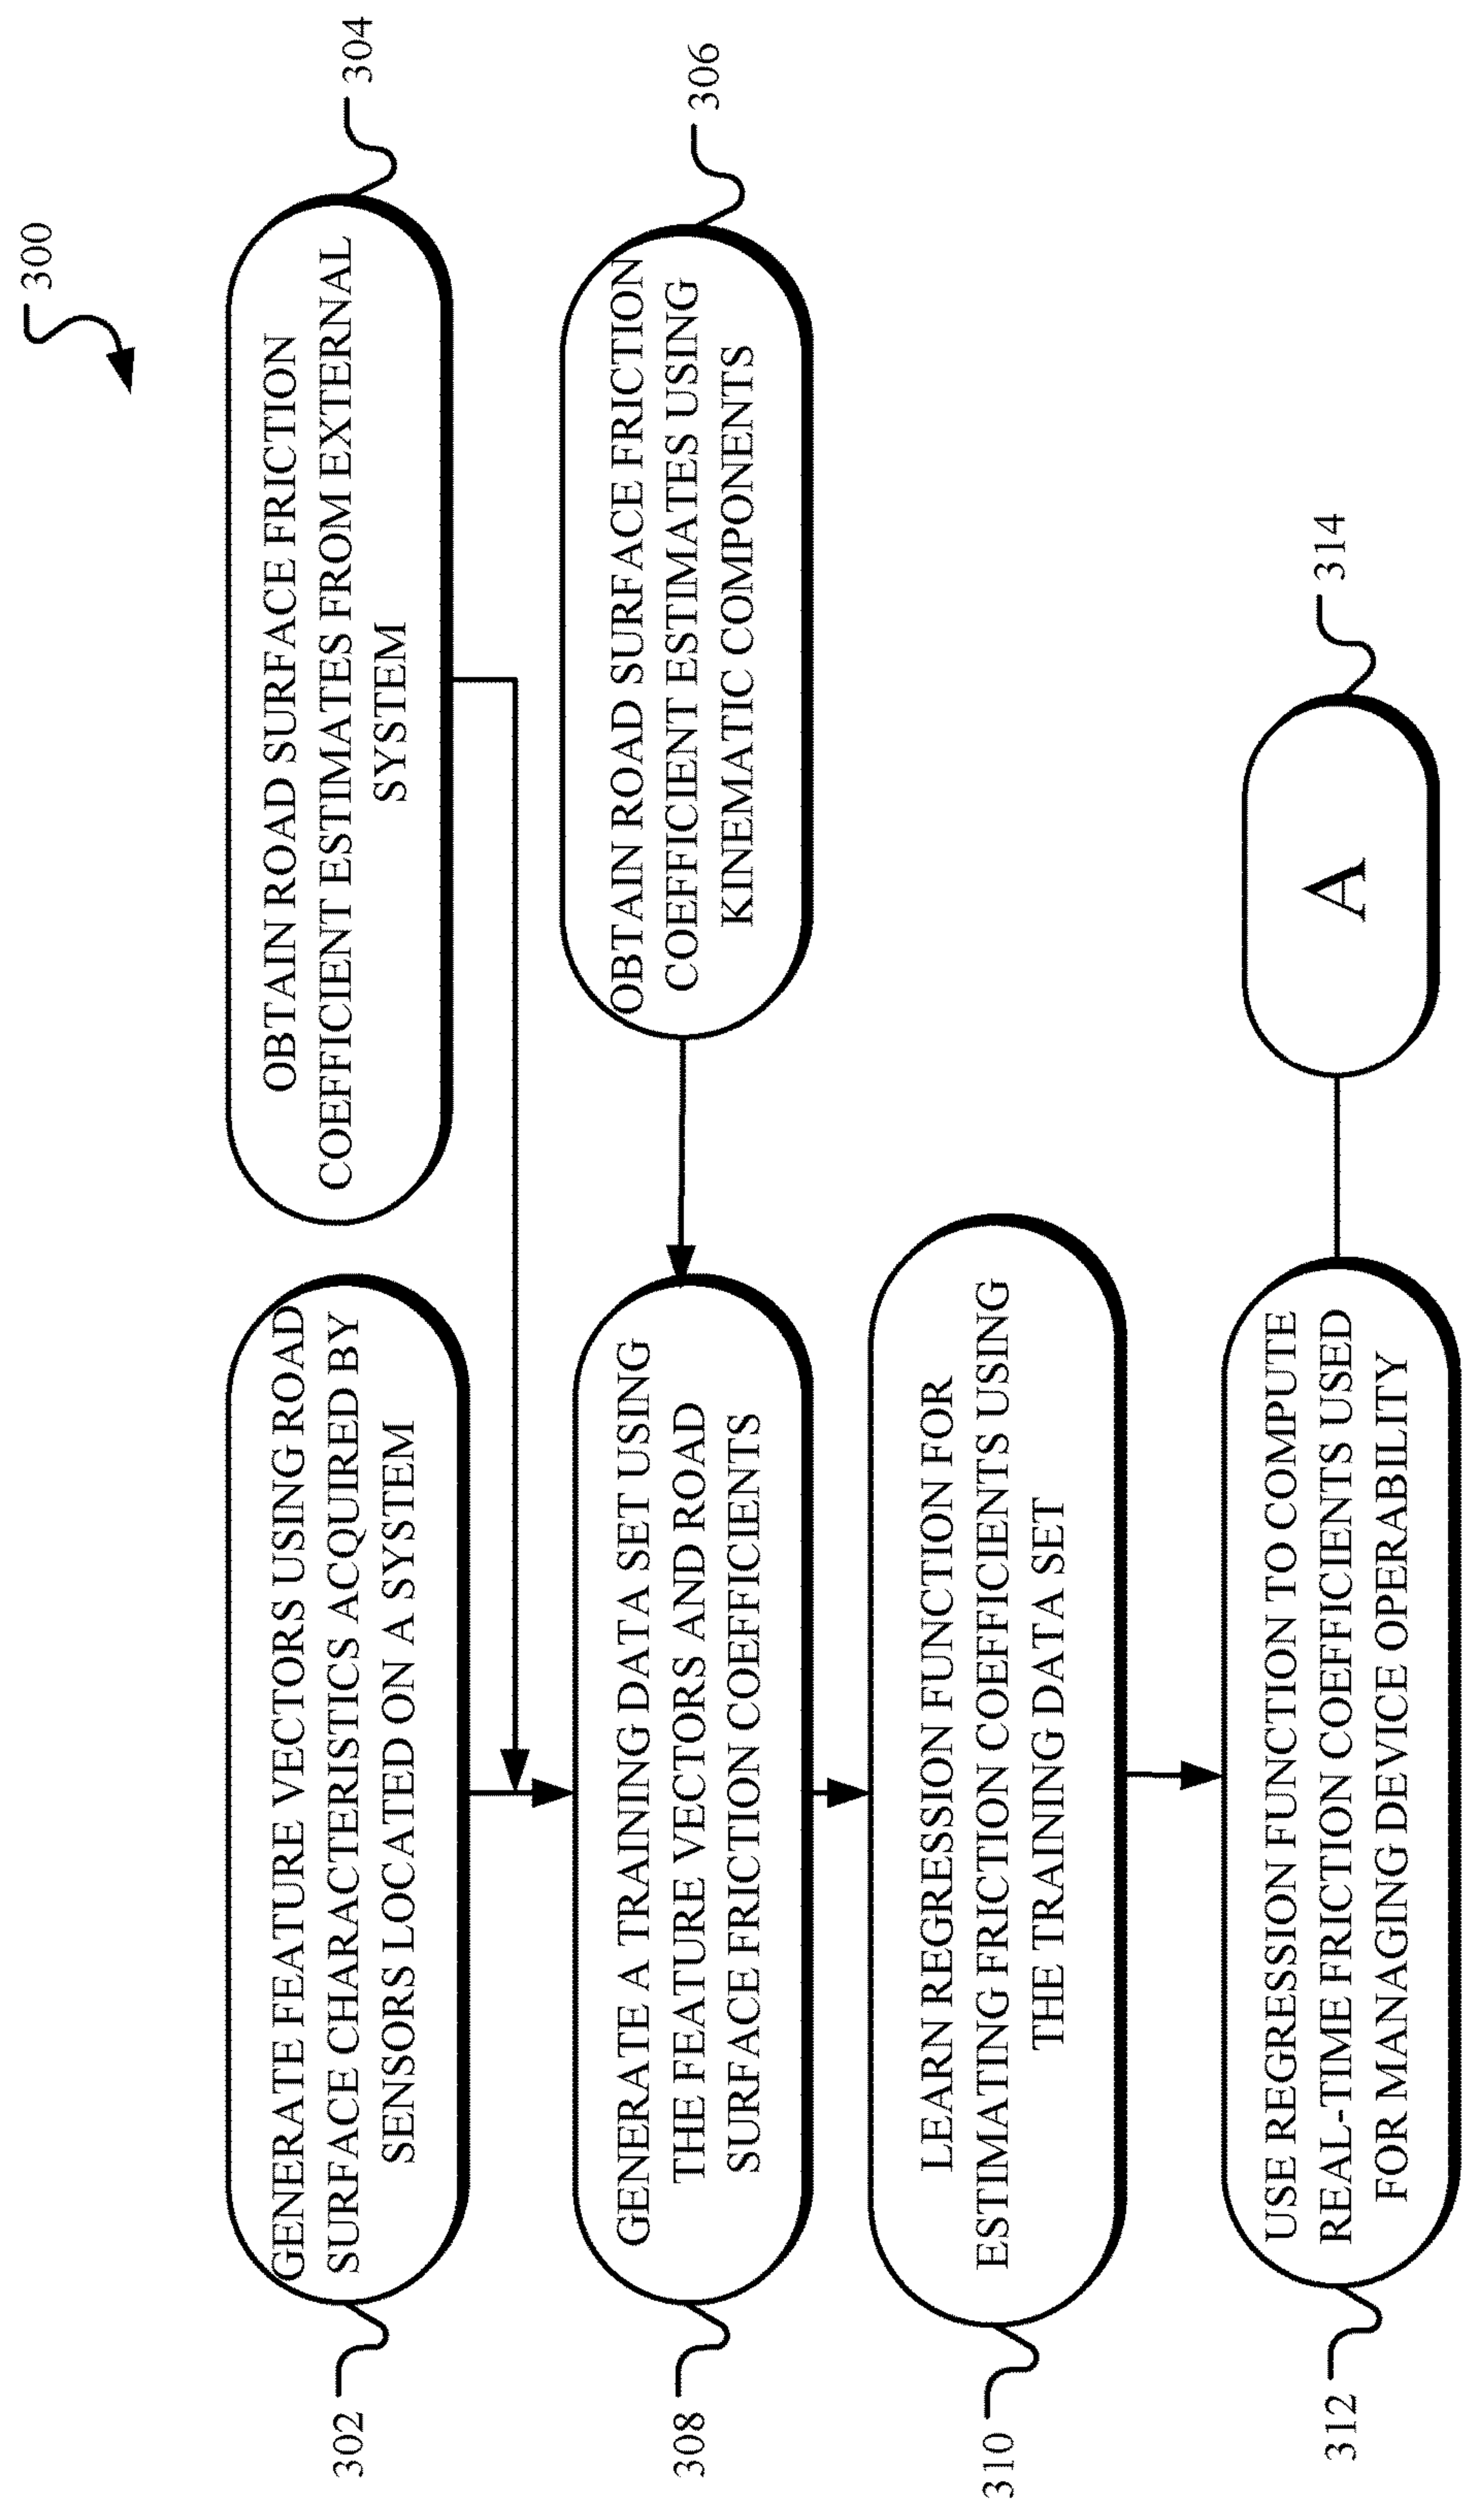 300
302
GENERATE FEATURE VECTORS USING ROAD
SURFACE CHARACTERISTICS ACQUIRED BY
SENSORS LOCATED ON A SYSTEM
304
OBTAIN ROAD SURFACE FRICTION
COEFFICIENT ESTIMATES FROM EXTERNAL
SYSTEM
306
OBTAIN ROAD SURFACE FRICTION
COEFFICIENT ESTIMATES USING
KINEMATIC COMPONENTS
308
GENERATE A TRAINING DATA SET USING
THE FEATURE VECTORS AND ROAD
SURFACE FRICTION COEFFICIENTS
310
LEARN REGRESSION FUNCTION FOR
ESTIMATING FRICTION COEFFICIENTS USING
THE TRAINING DATA SET
312
USE REGRESSION FUNCTION TO COMPUTE
REAL-TIME FRICTION COEFFICIENTS USED
FOR MANAGING DEVICE OPERABILITY
314
A